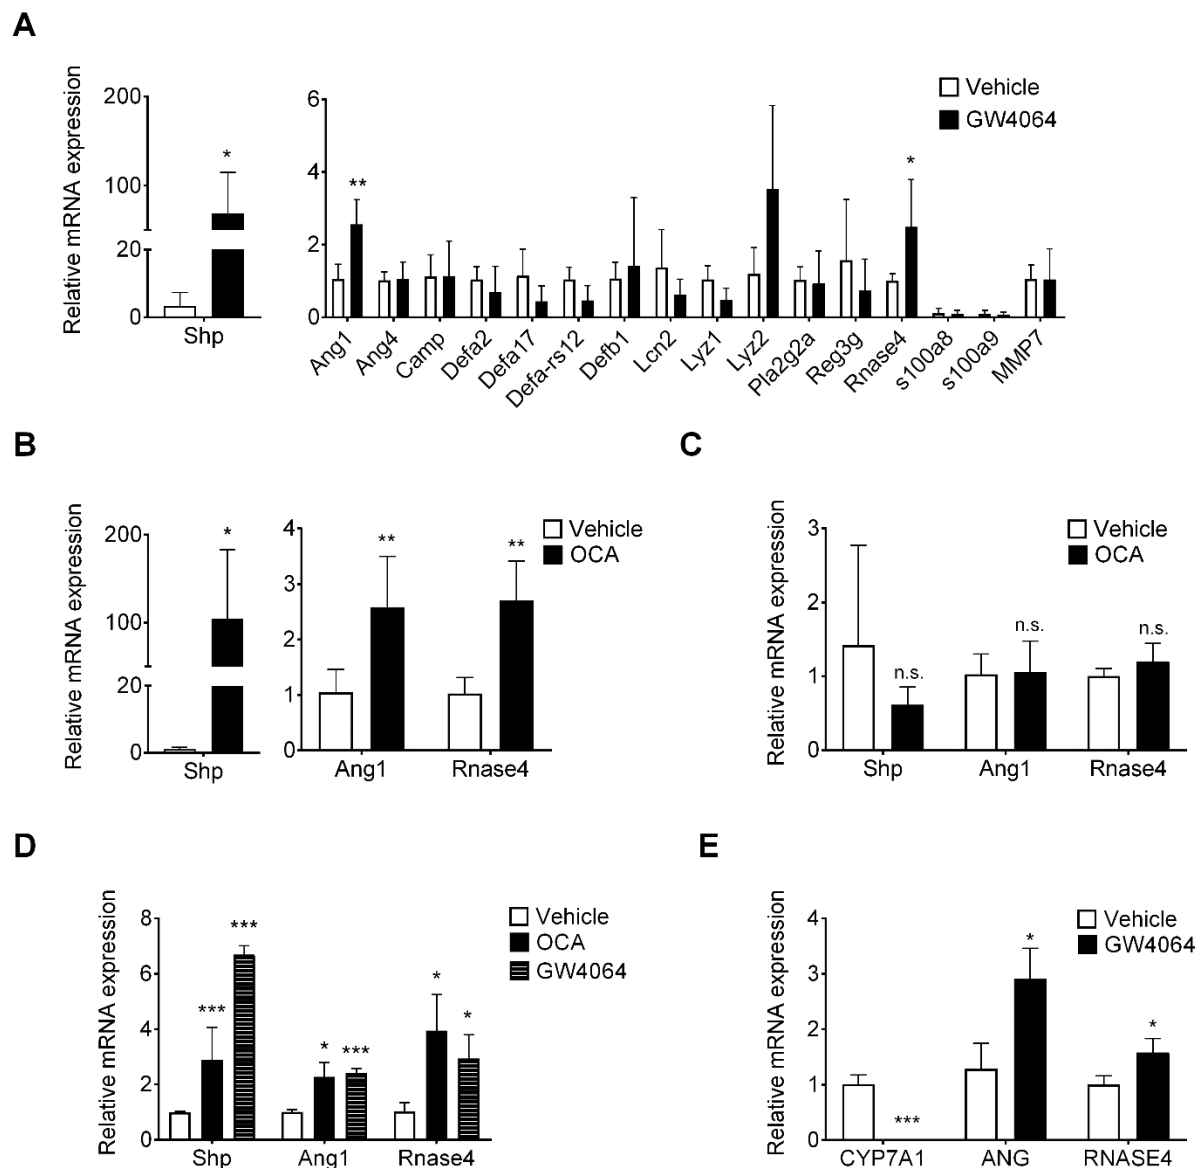 A
Relative mRNA expression
200
100
20
0
*
Shp
6
4
2
0
**
*
Vehicle
GW4064
Ang1
Ang4
Camp
Defa2
Defa17
Defa-rs12
Defb1
Lcn2
Lyz1
Lyz2
Pla2g2a
Reg3g
Rnase4
s100a8
s100a9
MMP7
B
Relative mRNA expression
200
100
20
0
*
Shp
4
3
2
1
0
**
**
Vehicle
OCA
Ang1
Rnase4
C
Relative mRNA expression
3
2
1
0
n.s.
n.s.
n.s.
Vehicle
OCA
Shp
Ang1
Rnase4
D
Relative mRNA expression
8
6
4
2
0
***
***
*
***
*
*
Vehicle
OCA
GW4064
Shp
Ang1
Rnase4
E
Relative mRNA expression
4
3
2
1
0
***
*
*
Vehicle
GW4064
CYP7A1
ANG
RNASE4